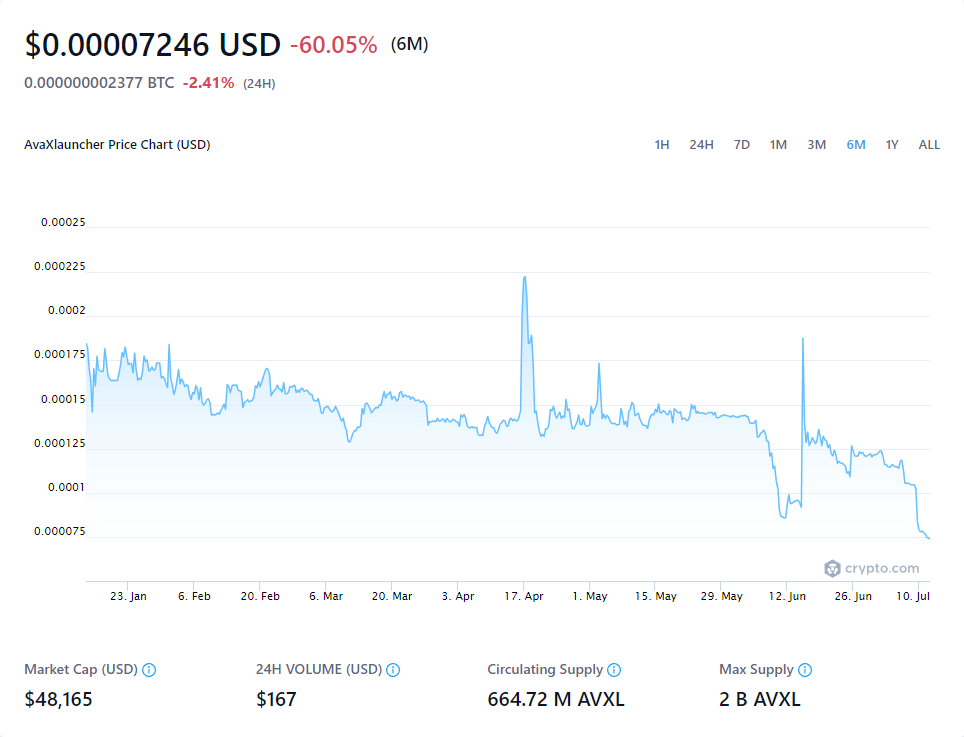 $0.00007246 USD -60.05% (6M)
0.000000002377 BTC -2.41% (24H)
AvaXlauncher Price Chart (USD) 1H 24H 7D 1M 3M 6M 1Y ALL
0.00025
0.000225
0.0002
0.000175
0.00015
0.000125
0.0001
0.000075
crypto.com
23. Jan 6. Feb 20. Feb 6. Mar 20. Mar 3. Apr 17. Apr 1. May 15. May 29. May 12. Jun 26. Jun 10. Jul
Market Cap (USD) 24H VOLUME (USD) Circulating Supply Max Supply
$48,165 $167 664.72 M AVXL 2 B AVXL